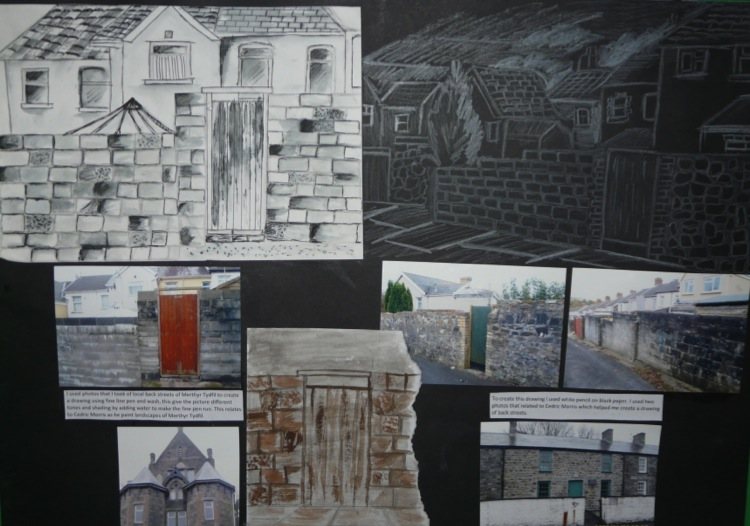 I used photos that I took of local back streets of Merthyr Tydfil to create
a drawing using fine line pen and wash, this give the picture different
tones and shading by adding water to make the fine pen run. This relates
to Cedric Morris as he paint landscapes of Merthyr Tydfil
To create this drawing I used white pencil on black paper. I used two
photos that related to Cedric Morris which helped me create a drawing
of back streets.